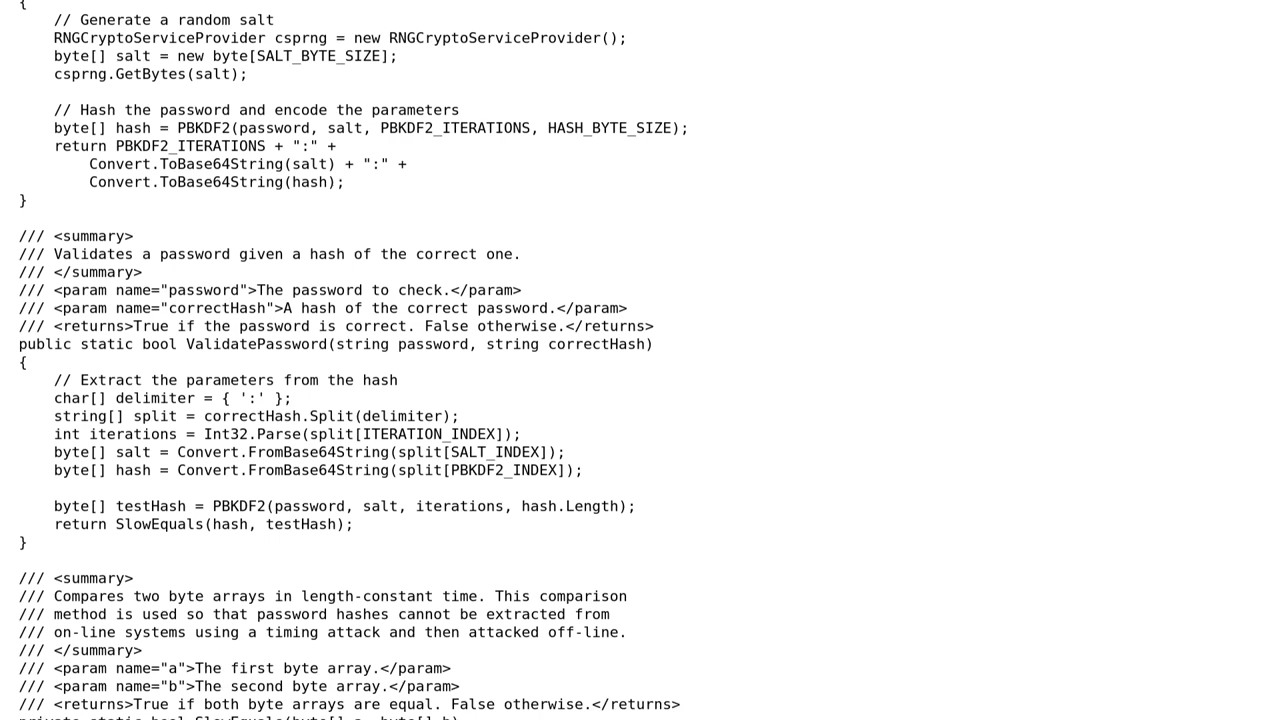 {
    // Generate a random salt
    RNGCryptoServiceProvider csprng = new RNGCryptoServiceProvider();
    byte[] salt = new byte[SALT_BYTE_SIZE];
    csprng.GetBytes(salt);

    // Hash the password and encode the parameters
    byte[] hash = PBKDF2(password, salt, PBKDF2_ITERATIONS, HASH_BYTE_SIZE);
    return PBKDF2_ITERATIONS + ":" +
        Convert.ToBase64String(salt) + ":" +
        Convert.ToBase64String(hash);
}

/// <summary>
/// Validates a password given a hash of the correct one.
/// </summary>
/// <param name="password">The password to check.</param>
/// <param name="correctHash">A hash of the correct password.</param>
/// <returns>True if the password is correct. False otherwise.</returns>
public static bool ValidatePassword(string password, string correctHash)
{
    // Extract the parameters from the hash
    char[] delimiter = { ':' };
    string[] split = correctHash.Split(delimiter);
    int iterations = Int32.Parse(split[ITERATION_INDEX]);
    byte[] salt = Convert.FromBase64String(split[SALT_INDEX]);
    byte[] hash = Convert.FromBase64String(split[PBKDF2_INDEX]);

    byte[] testHash = PBKDF2(password, salt, iterations, hash.Length);
    return SlowEquals(hash, testHash);
}

/// <summary>
/// Compares two byte arrays in length-constant time. This comparison
/// method is used so that password hashes cannot be extracted from
/// on-line systems using a timing attack and then attacked off-line.
/// </summary>
/// <param name="a">The first byte array.</param>
/// <param name="b">The second byte array.</param>
/// <returns>True if both byte arrays are equal. False otherwise.</returns>
private static bool SlowEquals(byte[] a, byte[] b)